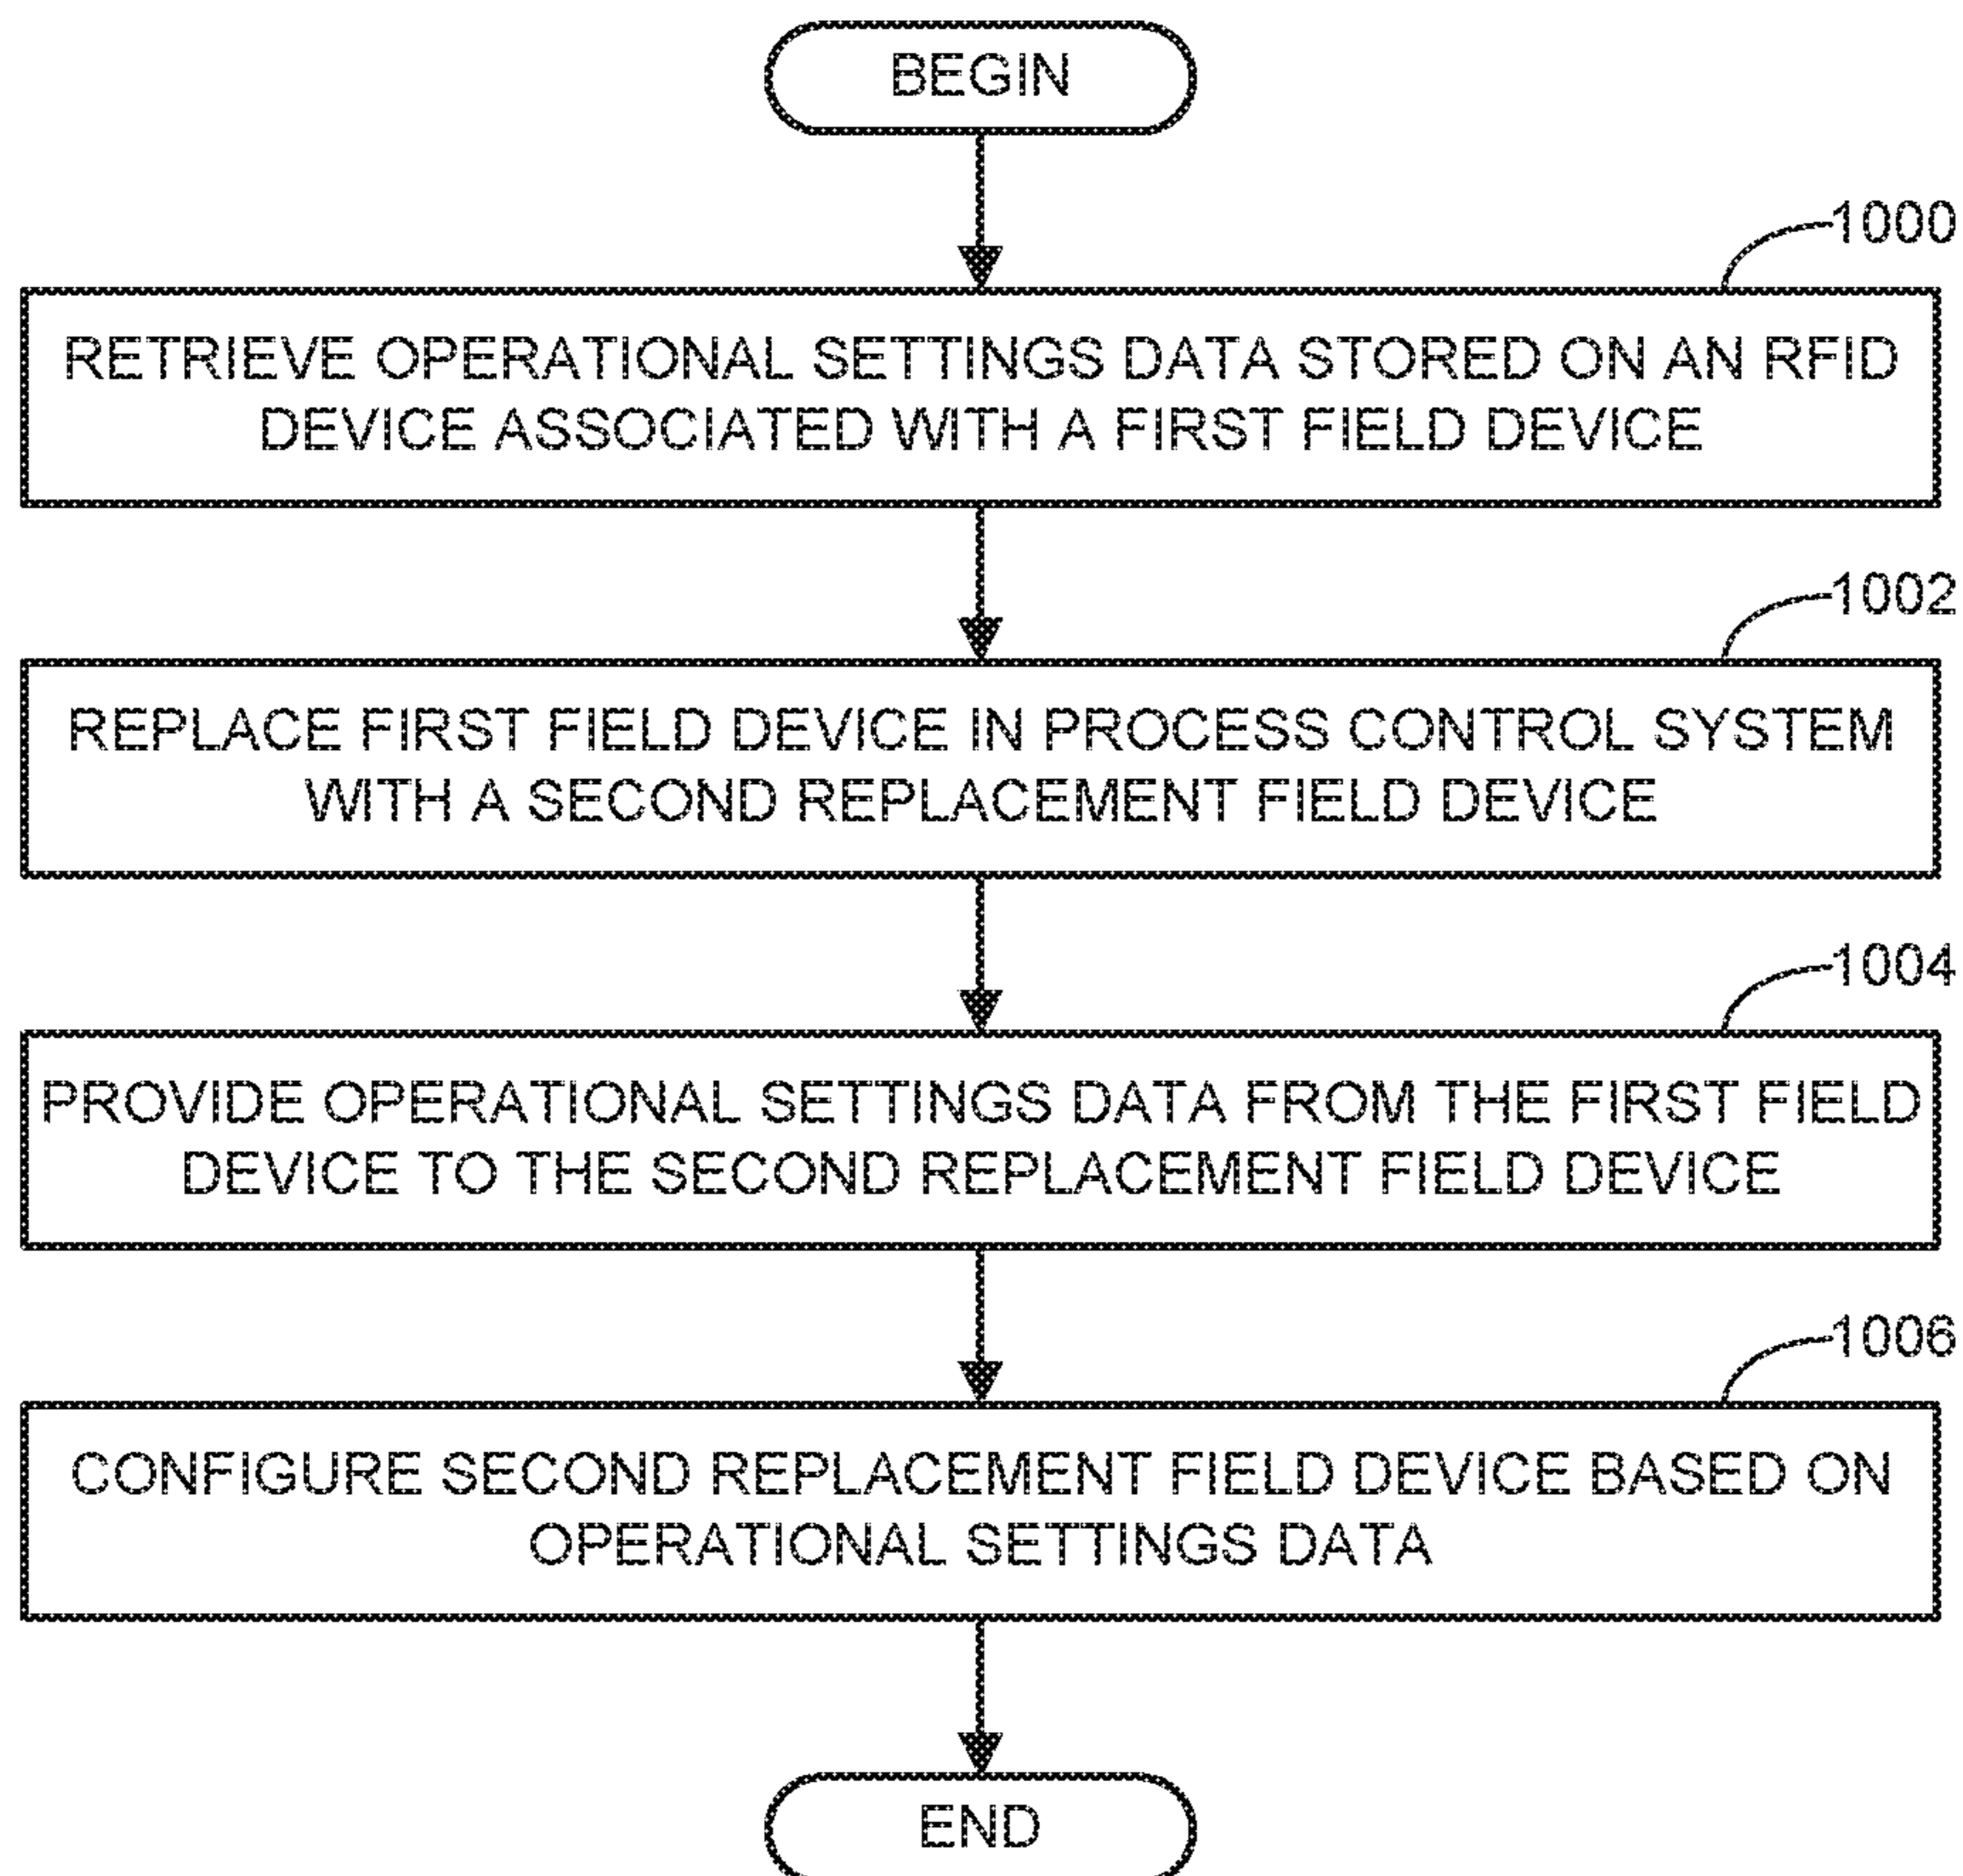 BEGIN
1000
RETRIEVE OPERATIONAL SETTINGS DATA STORED ON AN RFID
DEVICE ASSOCIATED WITH A FIRST FIELD DEVICE
1002
REPLACE FIRST FIELD DEVICE IN PROCESS CONTROL SYSTEM
WITH A SECOND REPLACEMENT FIELD DEVICE
1004
PROVIDE OPERATIONAL SETTINGS DATA FROM THE FIRST FIELD
DEVICE TO THE SECOND REPLACEMENT FIELD DEVICE
1006
CONFIGURE SECOND REPLACEMENT FIELD DEVICE BASED ON
OPERATIONAL SETTINGS DATA
END